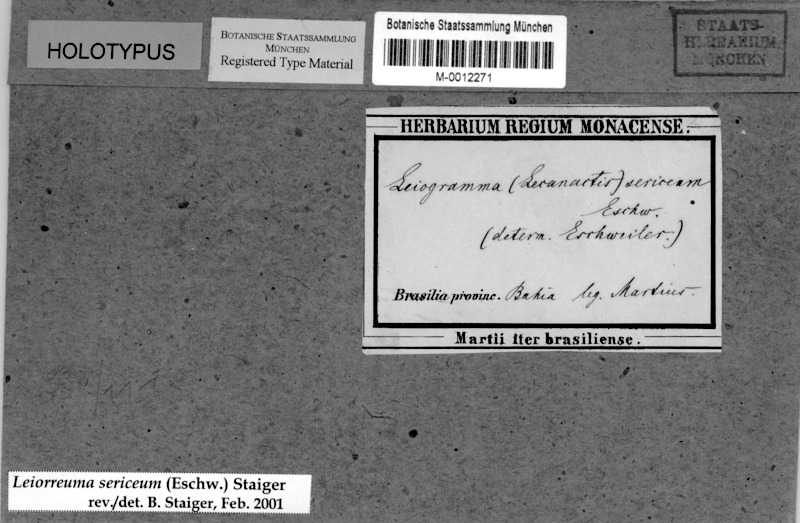 HOLOTYPUS
BOTANISCHE STAATSSAMMLUNG
MÜNCHEN
Registered Type Material
Botanische Staatssammlung München
M-0012271
STAATS-
HERBARIUM
MÜNCHEN
HERBARIUM REGIUM MONACENSE.
Leiogramma (Lecanactis) sericeum
Eschw.
(determ. Eschweiler.)
Brasilia provinc. Bahia leg. Martius.
Martii iter brasiliense.
Leiorreuma sericeum (Eschw.) Staiger
rev./det. B. Staiger, Feb. 2001